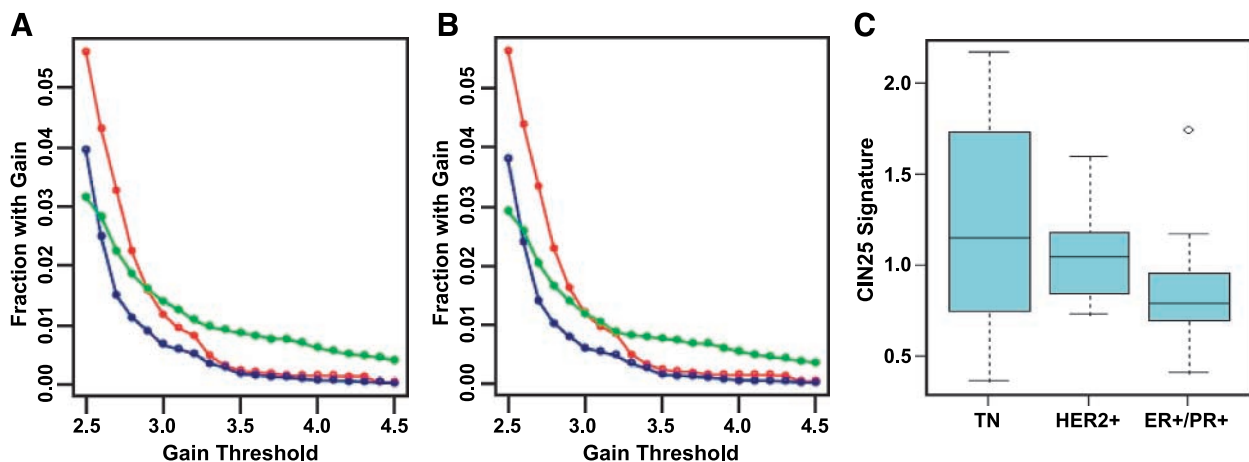 A
B
C
Fraction with Gain
0.00 0.01 0.02 0.03 0.04 0.05
2.5 3.0 3.5 4.0 4.5
Gain Threshold
Fraction with Gain
0.00 0.01 0.02 0.03 0.04 0.05
2.5 3.0 3.5 4.0 4.5
Gain Threshold
CIN25 Signature
2.0
1.5
1.0
0.5
TN HER2+ ER+/PR+